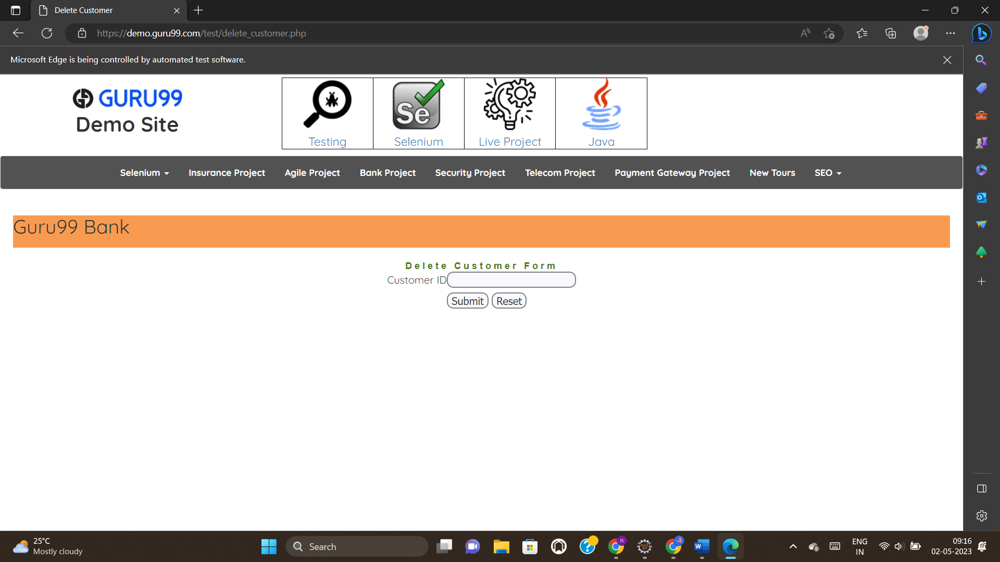 Delete Customer
https://demo.guru99.com/test/delete_customer.php
Microsoft Edge is being controlled by automated test software.
GURU99
Demo Site
Se
Testing Selenium Live Project Java
Selenium Insurance Project Agile Project Bank Project Security Project Telecom Project Payment Gateway Project New Tours SEO
Guru99 Bank
Delete Customer Form
Customer ID
Submit Reset
25°C
Mostly cloudy
Search
ENG
IN
09:16
02-05-2023